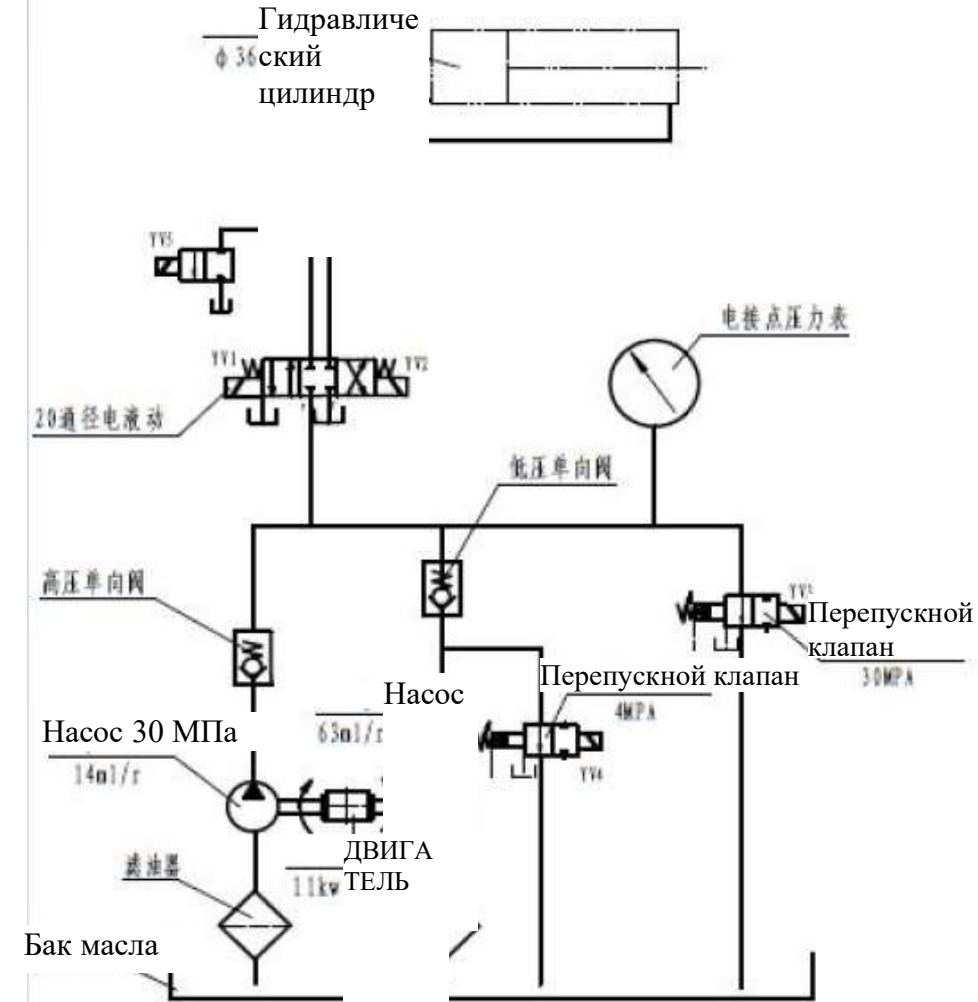 Гидравличе
ский
цилиндр
ф 36
YV5
电接点压力表
YV1
YV2
20通径电液动
低压单向阀
高压单向阀
Перепускной
клапан
30MPA
Насос
63ml/r
Перепускной клапан
4MPA
YV4
Насос 30 МПа
14ml/r
ДВИГА
ТЕЛЬ
11kw
滤油器
Бак масла